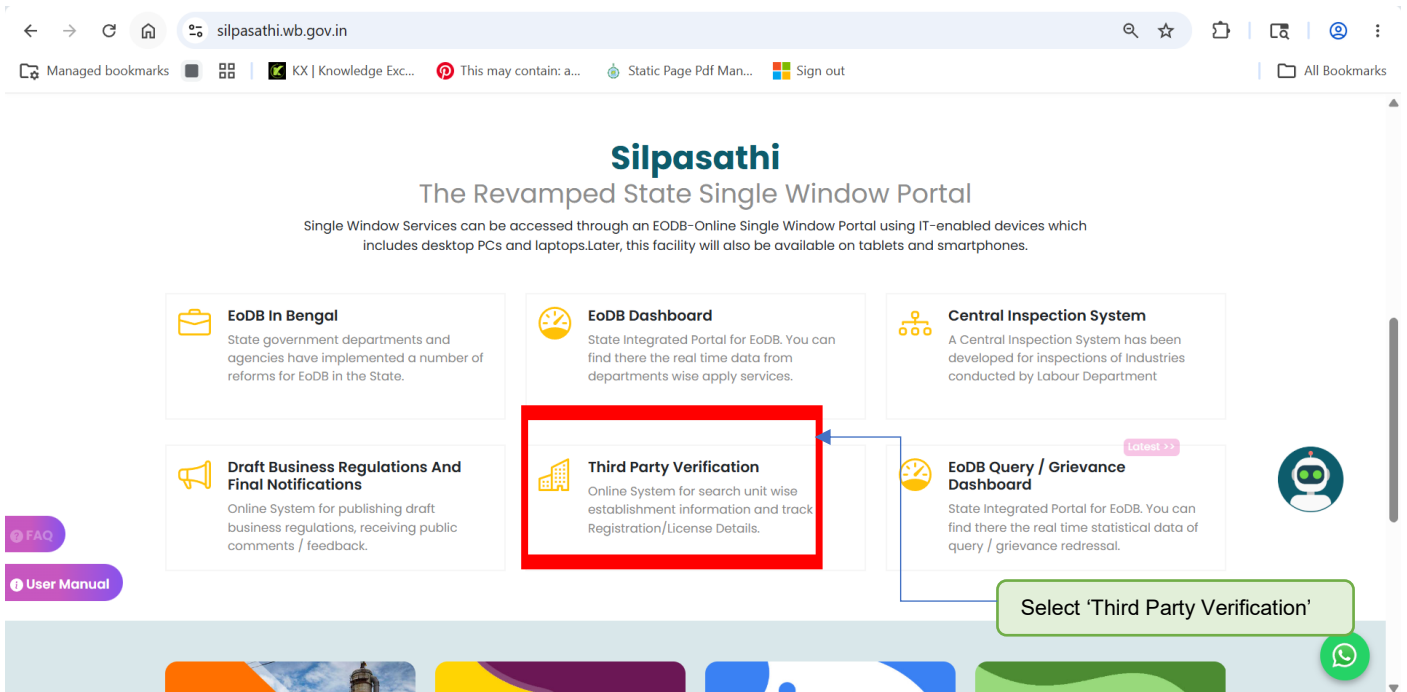 silpasathi.wb.gov.in
Managed bookmarks
KX | Knowledge Exc...
This may contain: a...
Static Page Pdf Man...
Sign out
All Bookmarks
Silpasathi
The Revamped State Single Window Portal
Single Window Services can be accessed through an EODB-Online Single Window Portal using IT-enabled devices which
includes desktop PCs and laptops.Later, this facility will also be available on tablets and smartphones.
EoDB In Bengal
State government departments and
agencies have implemented a number of
reforms for EoDB in the State.
EoDB Dashboard
State Integrated Portal for EoDB. You can
find there the real time data from
departments wise apply services.
Central Inspection System
A Central Inspection System has been
developed for inspections of Industries
conducted by Labour Department
Draft Business Regulations And
Final Notifications
Online System for publishing draft
business regulations, receiving public
comments / feedback.
Third Party Verification
Online System for search unit wise
establishment information and track
Registration/License Details.
Latest >>
EoDB Query / Grievance
Dashboard
State Integrated Portal for EoDB. You can
find there the real time statistical data of
query / grievance redressal.
FAQ
User Manual
Select ‘Third Party Verification’